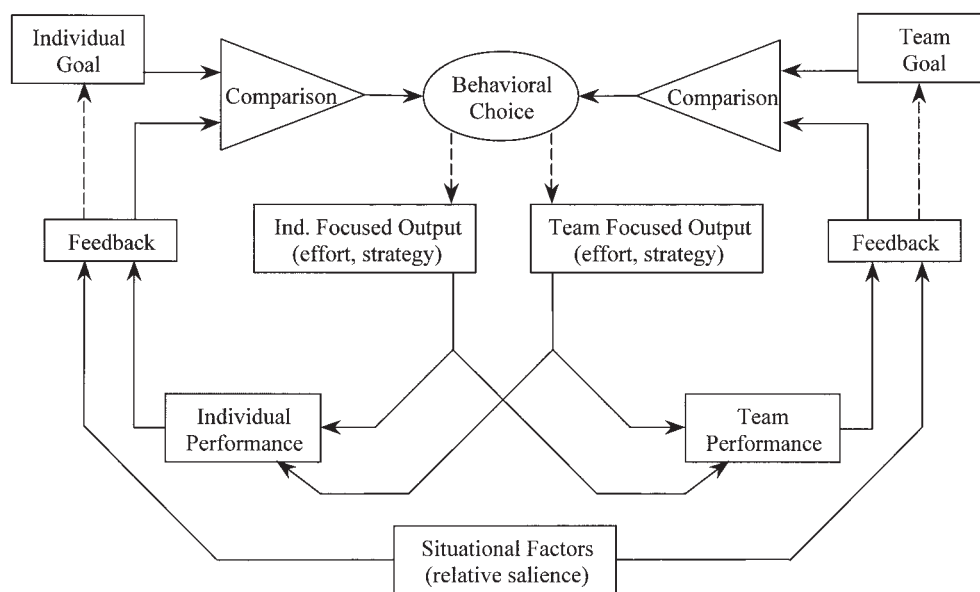 Individual
Goal
Team
Goal
Comparison
Behavioral
Choice
Comparison
Ind. Focused Output
(effort, strategy)
Team Focused Output
(effort, strategy)
Feedback
Feedback
Individual
Performance
Team
Performance
Situational Factors
(relative salience)